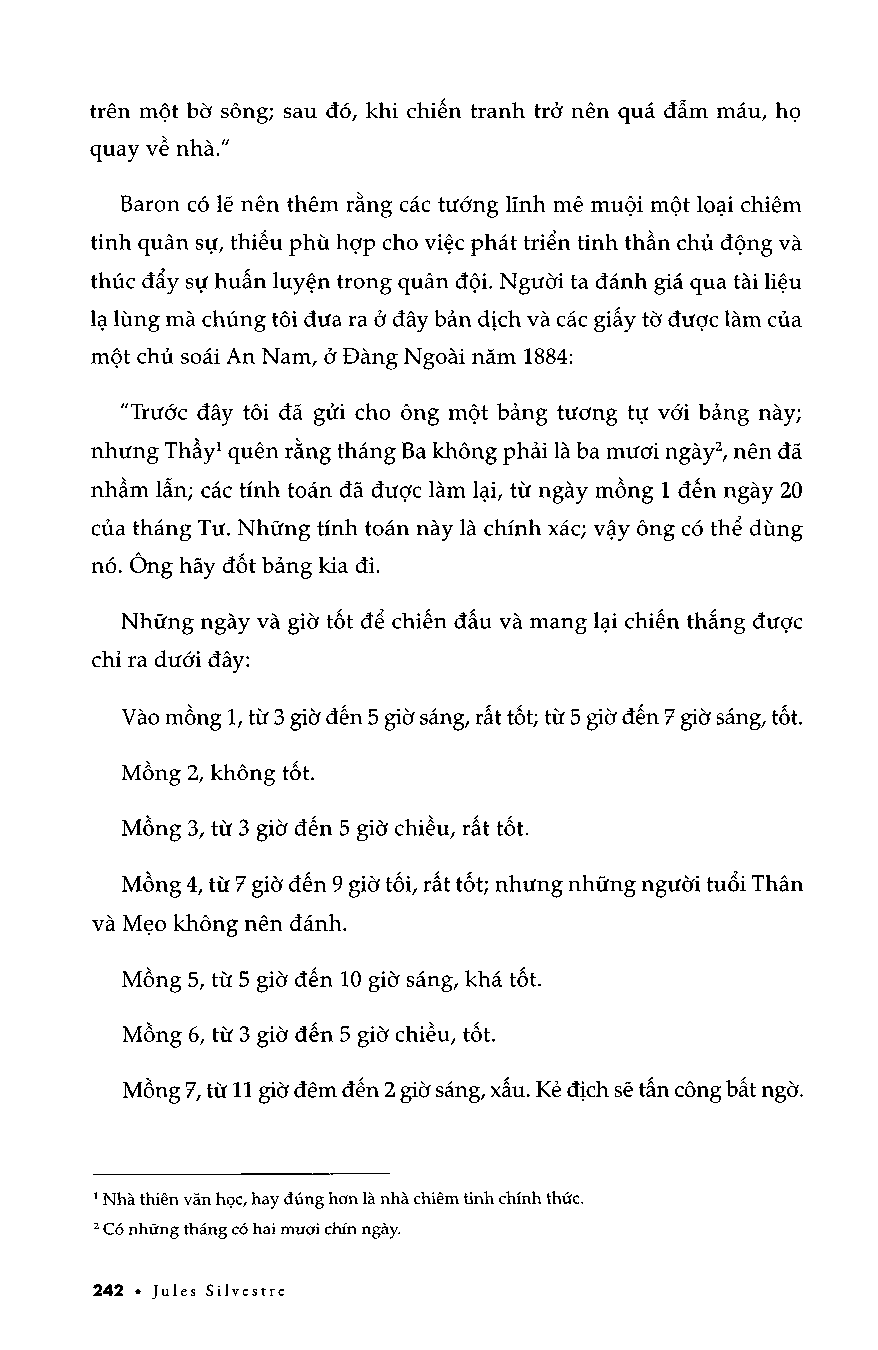 trên một bờ sông; sau đó, khi chiến tranh trở nên quá đẫm máu, họ
quay về nhà.”
Baron có lẽ nên thêm rằng các tướng lĩnh mê muội một loại chiêm
tinh quân sự, thiếu phù hợp cho việc phát triển tinh thần chủ động và
thúc đẩy sự huấn luyện trong quân đội. Người ta đánh giá qua tài liệu
lạ lùng mà chúng tôi đưa ra ở đây bản dịch và các giấy tờ được làm của
một chủ soái An Nam, ở Đàng Ngoài năm 1884:
“Trước đây tôi đã gửi cho ông một bảng tương tự với bảng này;
nhưng Thầy¹ quên rằng tháng Ba không phải là ba mươi ngày², nên đã
nhầm lẫn; các tính toán đã được làm lại, từ ngày mồng 1 đến ngày 20
của tháng Tư. Những tính toán này là chính xác; vậy ông có thể dùng
nó. Ông hãy đốt bảng kia đi.
Những ngày và giờ tốt để chiến đấu và mang lại chiến thắng được
chỉ ra dưới đây:
Vào mồng 1, từ 3 giờ đến 5 giờ sáng, rất tốt; từ 5 giờ đến 7 giờ sáng, tốt.
Mồng 2, không tốt.
Mồng 3, từ 3 giờ đến 5 giờ chiều, rất tốt.
Mồng 4, từ 7 giờ đến 9 giờ tối, rất tốt; nhưng những người tuổi Thân
và Mẹo không nên đánh.
Mồng 5, từ 5 giờ đến 10 giờ sáng, khá tốt.
Mồng 6, từ 3 giờ đến 5 giờ chiều, tốt.
Mồng 7, từ 11 giờ đêm đến 2 giờ sáng, xấu. Kẻ địch sẽ tấn công bất ngờ.
¹ Nhà thiên văn học, hay đúng hơn là nhà chiêm tinh chính thức.
² Có những tháng có hai mươi chín ngày.
242 • Jules Silvestre